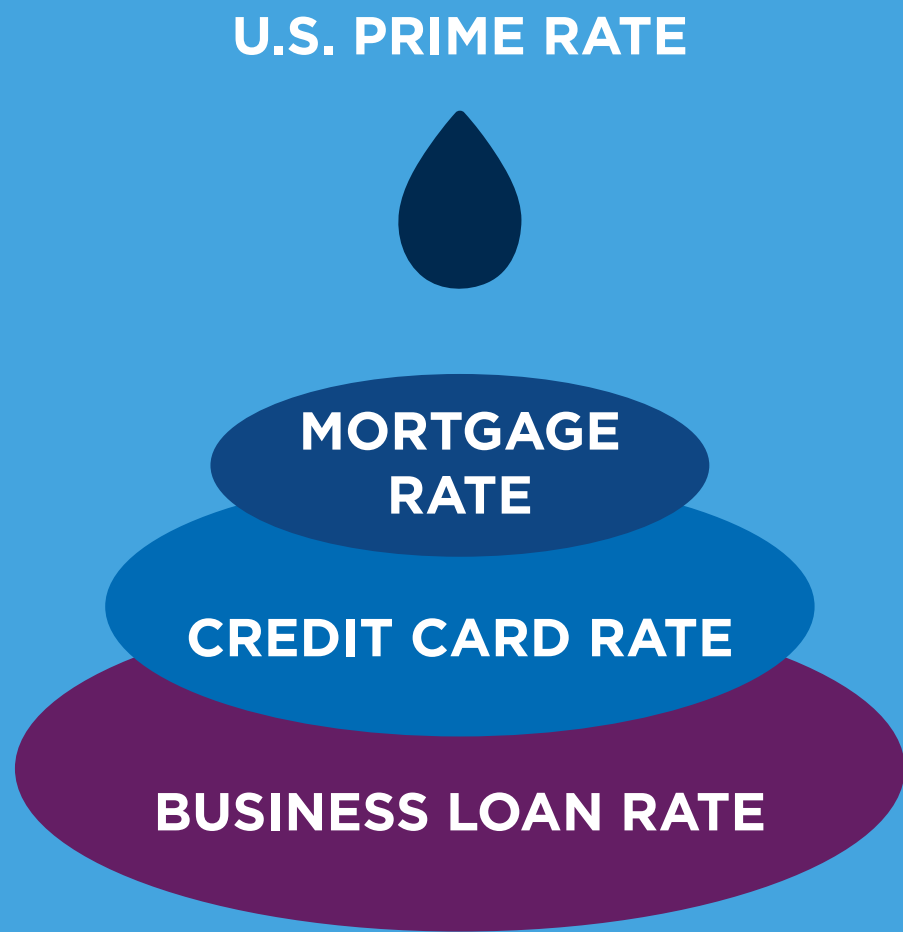 U.S. PRIME RATE
MORTGAGE
RATE
CREDIT CARD RATE
BUSINESS LOAN RATE